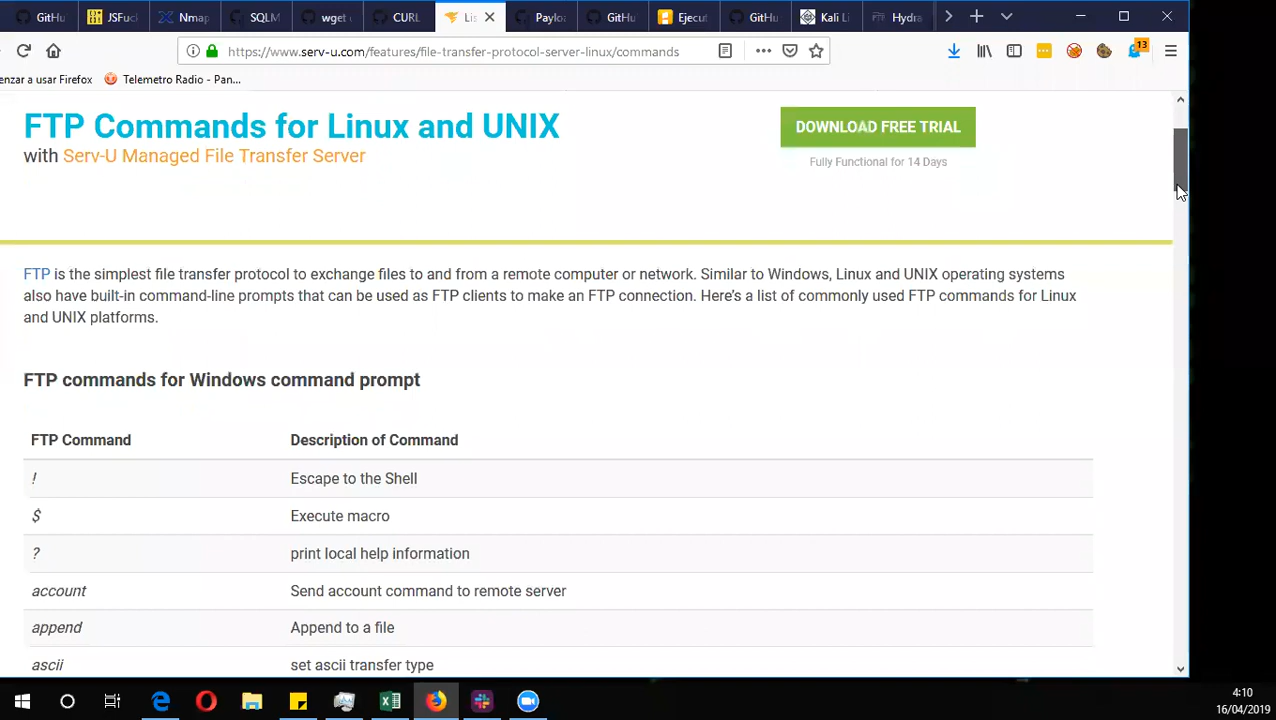 GitHu
JSFucl
Nmap
SQLM
wget
CURL
Lis
Paylo
GitHu
Ejecut
GitHu
Kali Li
Hydra
https://www.serv-u.com/features/file-transfer-protocol-server-linux/commands
13
enzar a usar Firefox
Telemetro Radio - Pan...
FTP Commands for Linux and UNIX
DOWNLOAD FREE TRIAL
with Serv-U Managed File Transfer Server
Fully Functional for 14 Days
FTP is the simplest file transfer protocol to exchange files to and from a remote computer or network. Similar to Windows, Linux and UNIX operating systems
also have built-in command-line prompts that can be used as FTP clients to make an FTP connection. Here's a list of commonly used FTP commands for Linux
and UNIX platforms.
FTP commands for Windows command prompt
FTP Command Description of Command
! Escape to the Shell
$ Execute macro
? print local help information
account Send account command to remote server
append Append to a file
ascii set ascii transfer type
4:10
16/04/2019